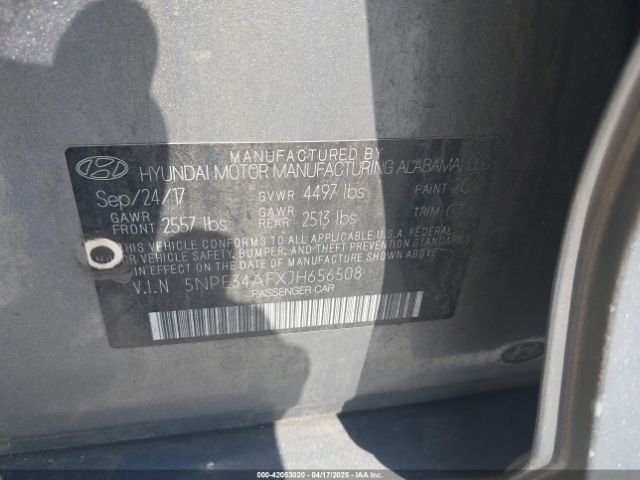 MANUFACTURED BY
HYUNDAI MOTOR MANUFACTURING ALABAMA, LLC
Sep/24/17 GVWR 4497 lbs PAINT
GAWR FRONT 2557 lbs GAWR REAR 2513 lbs TRIM
THIS VEHICLE CONFORMS TO ALL APPLICABLE U.S.A. FEDERAL
MOTOR VEHICLE SAFETY, BUMPER, AND THEFT PREVENTION STANDARDS
IN EFFECT ON THE DATE OF MANUFACTURE SHOWN ABOVE.
V.I.N 5NPE34AFXJH656508
PASSENGER CAR
000-42053020 - 04/17/2025 - IAAI.COM